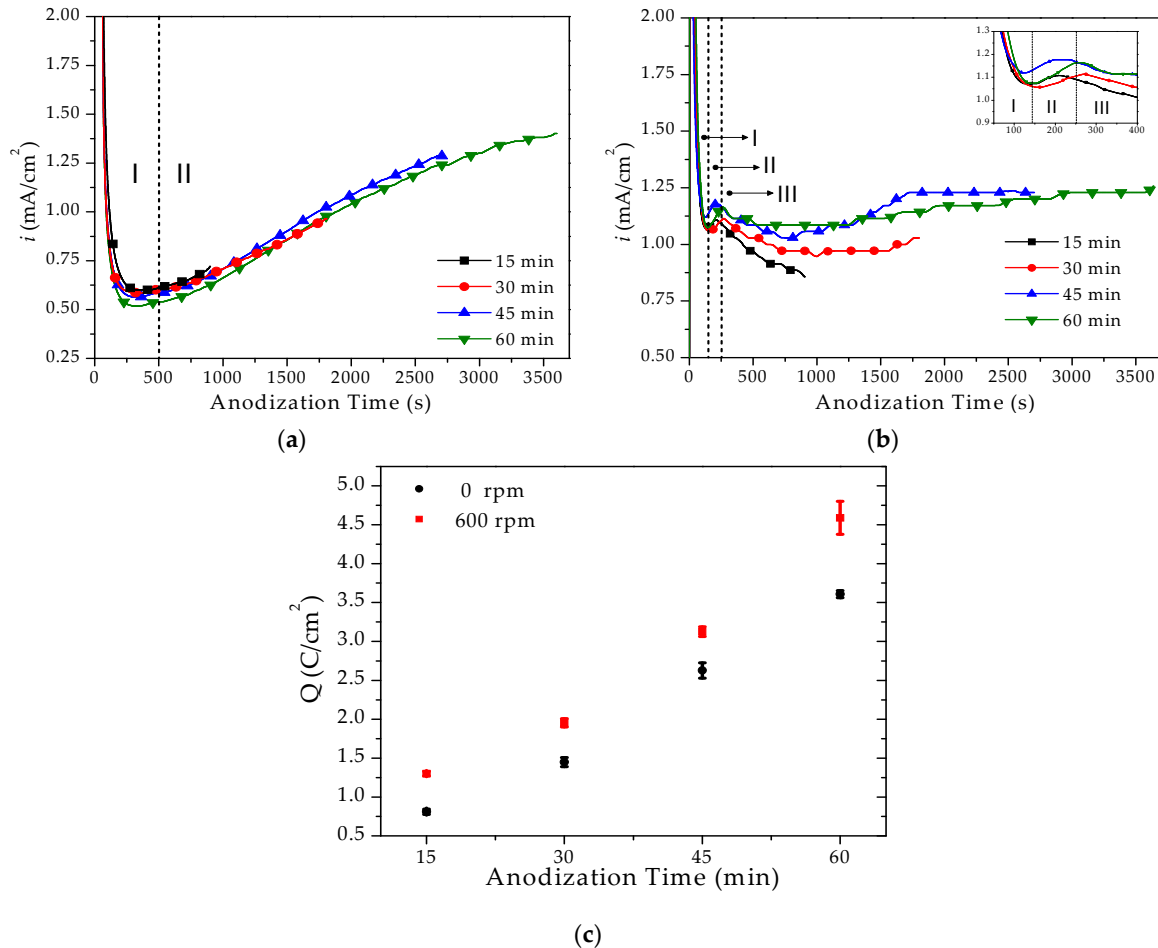 2.00
1.75
1.50
1.25
1.00
0.75
0.50
0.25
i (mA/cm²)
I
II
15 min
30 min
45 min
60 min
0 500 1000 1500 2000 2500 3000 3500
Anodization Time (s)
(a)
2.00
1.75
1.50
1.25
1.00
0.75
0.50
i (mA/cm²)
1.3
1.2
1.1
1.0
0.9
I II III
100 200 300 400
I
II
III
15 min
30 min
45 min
60 min
0 500 1000 1500 2000 2500 3000 3500
Anodization Time (s)
(b)
5.0
4.5
4.0
3.5
3.0
2.5
2.0
1.5
1.0
0.5
Q (C/cm²)
0 rpm
600 rpm
15 30 45 60
Anodization Time (min)
(c)